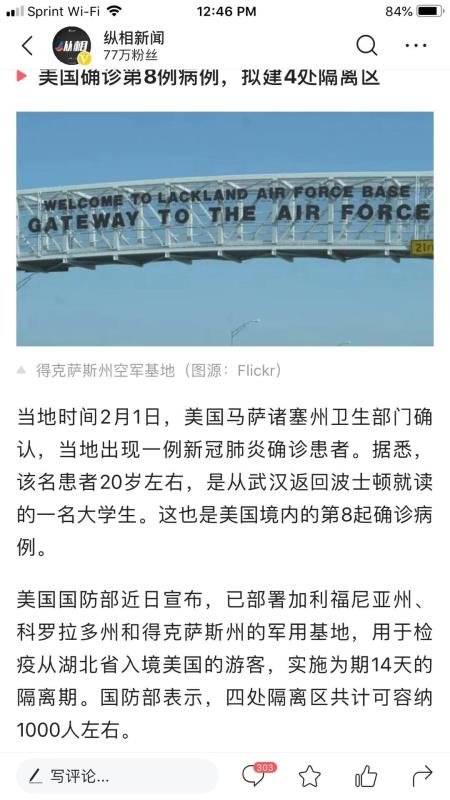 Sprint Wi-Fi 12:46 PM 84%
纵相 纵相新闻
77万粉丝
美国确诊第8例病例，拟建4处隔离区
WELCOME TO LACKLAND AIR FORCE BASE
GATEWAY TO THE AIR FORCE
得克萨斯州空军基地（图源：Flickr）
当地时间2月1日，美国马萨诸塞州卫生部门确
认，当地出现一例新冠肺炎确诊患者。据悉，
该名患者20岁左右，是从武汉返回波士顿就读
的一名大学生。这也是美国境内的第8起确诊病
例。
美国国防部近日宣布，已部署加利福尼亚州、
科罗拉多州和得克萨斯州的军用基地，用于检
疫从湖北省入境美国的游客，实施为期14天的
隔离期。国防部表示，四处隔离区共计可容纳
1000人左右。
写评论... 303